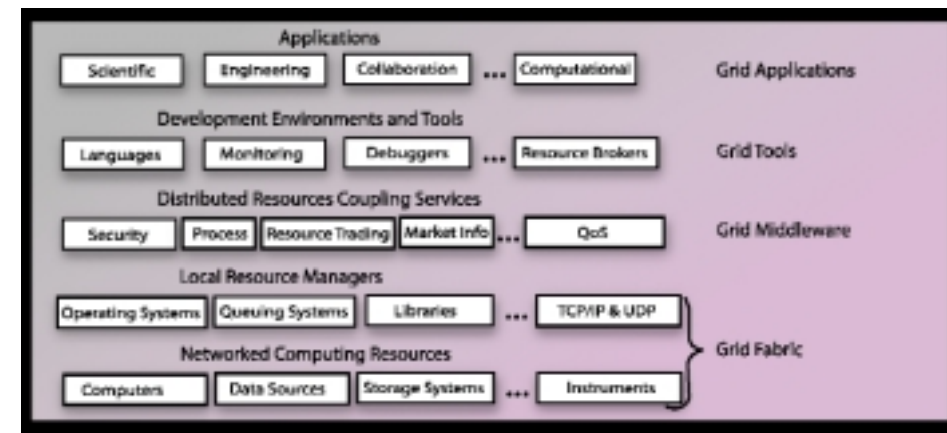 Applications
Scientific Engineering Collaboration ... Computational Grid Applications
Development Environments and Tools
Languages Monitoring Debuggers ... Resource Brokers Grid Tools
Distributed Resources Coupling Services
Security Process Resource Trading Market Info ... QoS Grid Middleware
Local Resource Managers
Operating Systems Queuing Systems Libraries ... TCP/IP & UDP
Grid Fabric
Networked Computing Resources
Computers Data Sources Storage Systems ... Instruments